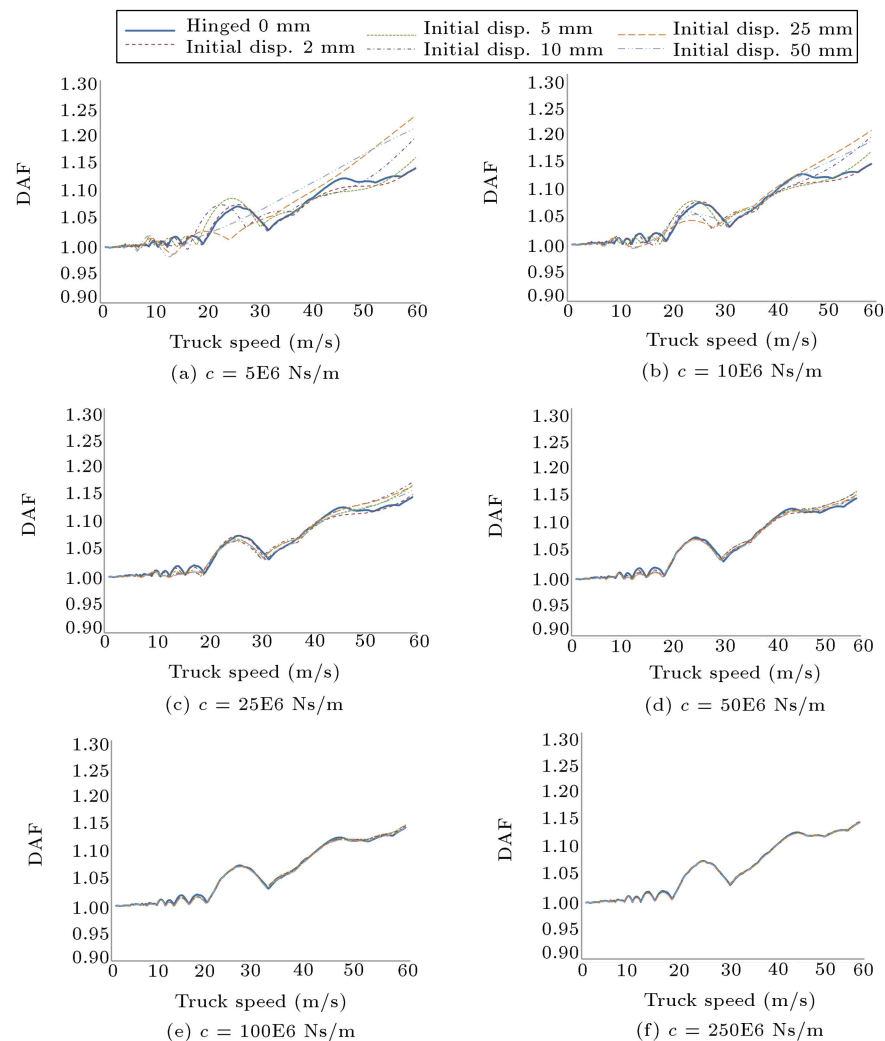 Hinged 0 mm
Initial disp. 2 mm
Initial disp. 5 mm
Initial disp. 10 mm
Initial disp. 25 mm
Initial disp. 50 mm
DAF
1.30
1.25
1.20
1.15
1.10
1.05
1.00
0.95
0.90
0 10 20 30 40 50 60
Truck speed (m/s)
(a) c = 5E6 Ns/m
DAF
1.30
1.25
1.20
1.15
1.10
1.05
1.00
0.95
0.90
0 10 20 30 40 50 60
Truck speed (m/s)
(b) c = 10E6 Ns/m
DAF
1.30
1.25
1.20
1.15
1.10
1.05
1.00
0.95
0.90
0 10 20 30 40 50 60
Truck speed (m/s)
(c) c = 25E6 Ns/m
DAF
1.30
1.25
1.20
1.15
1.10
1.05
1.00
0.95
0.90
0 10 20 30 40 50 60
Truck speed (m/s)
(d) c = 50E6 Ns/m
DAF
1.30
1.25
1.20
1.15
1.10
1.05
1.00
0.90
0 10 20 30 40 50 60
Truck speed (m/s)
(e) c = 100E6 Ns/m
DAF
1.30
1.25
1.20
1.15
1.10
1.05
1.00
0.95
0.90
0 10 20 30 40 50 60
Truck speed (m/s)
(f) c = 250E6 Ns/m